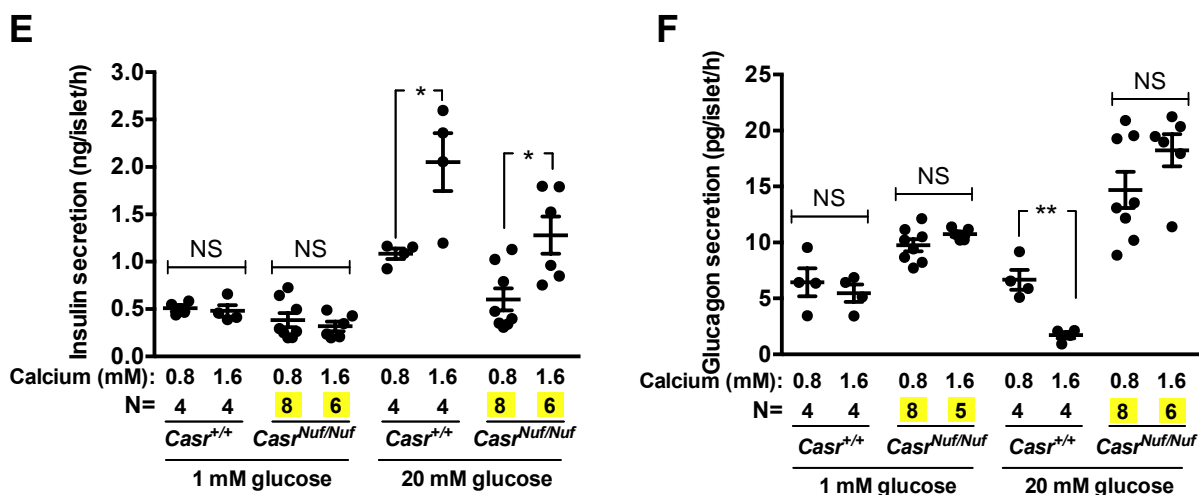 E
Insulin secretion (ng/islet/h)
3.0
2.5
2.0
1.5
1.0
0.5
0.0
NS
NS
*
*
Calcium (mM): 0.8 1.6 0.8 1.6 0.8 1.6 0.8 1.6
N= 4 4 8 6 4 4 8 6
Casr+/+ CasrNuf/Nuf Casr+/+ CasrNuf/Nuf
1 mM glucose 20 mM glucose
F
Glucagon secretion (pg/islet/h)
25
20
15
10
5
0
NS
NS
**
NS
Calcium (mM): 0.8 1.6 0.8 1.6 0.8 1.6 0.8 1.6
N= 4 4 8 5 4 4 8 6
Casr+/+ CasrNuf/Nuf Casr+/+ CasrNuf/Nuf
1 mM glucose 20 mM glucose